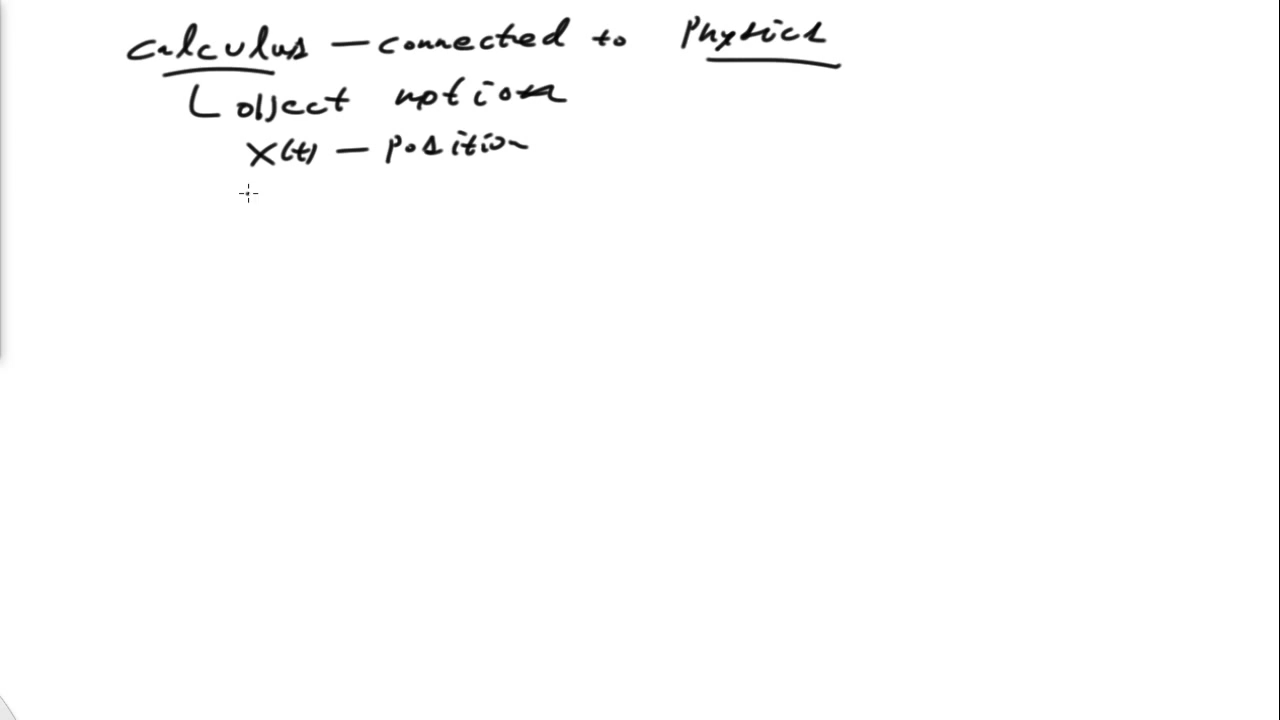 Calculus — connected to Physics
object motion
x(t) — position